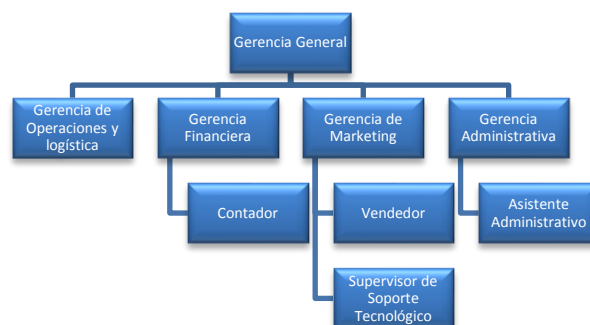 Gerencia General
Gerencia de
Operaciones y
logística
Gerencia
Financiera
Gerencia de
Marketing
Gerencia
Administrativa
Contador
Vendedor
Asistente
Administrativo
Supervisor de
Soporte
Tecnológico